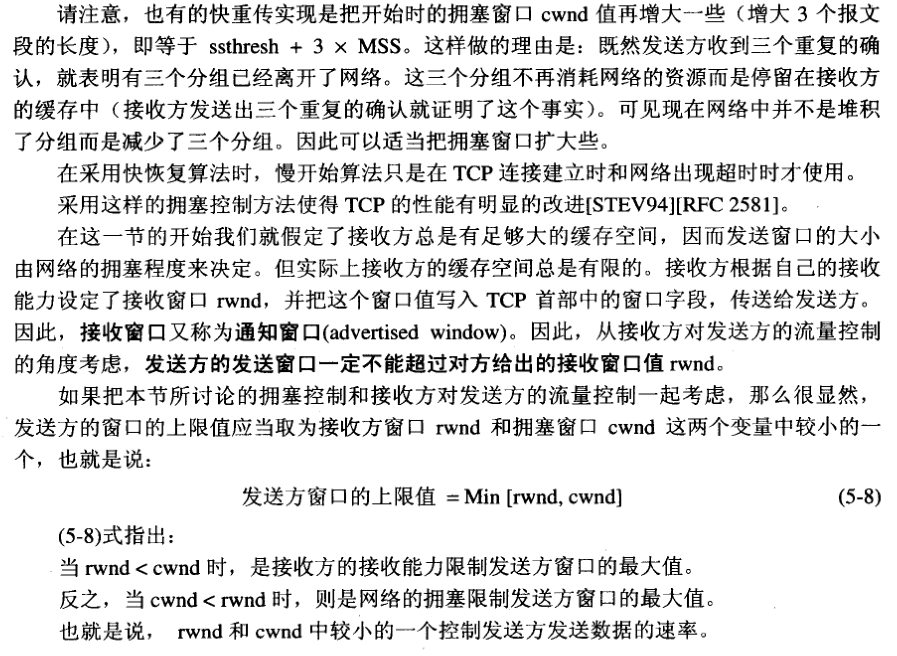 请注意，也有的快重传实现是把开始时的拥塞窗口 cwnd 值再增大一些（增大 3 个报文
段的长度），即等于 ssthresh + 3 × MSS。这样做的理由是：既然发送方收到三个重复的确
认，就表明有三个分组已经离开了网络。这三个分组不再消耗网络的资源而是停留在接收方
的缓存中（接收方发送出三个重复的确认就证明了这个事实）。可见现在网络中并不是堆积
了分组而是减少了三个分组。因此可以适当把拥塞窗口扩大些。
在采用快恢复算法时，慢开始算法只是在 TCP 连接建立时和网络出现超时时才使用。
采用这样的拥塞控制方法使得 TCP 的性能有明显的改进[STEV94][RFC 2581]。
在这一节的开始我们就假定了接收方总是有足够大的缓存空间，因而发送窗口的大小
由网络的拥塞程度来决定。但实际上接收方的缓存空间总是有限的。接收方根据自己的接收
能力设定了接收窗口 rwnd，并把这个窗口值写入 TCP 首部中的窗口字段，传送给发送方。
因此，接收窗口又称为通知窗口(advertised window)。因此，从接收方对发送方的流量控制
的角度考虑，发送方的发送窗口一定不能超过对方给出的接收窗口值 rwnd。
如果把本节所讨论的拥塞控制和接收方对发送方的流量控制一起考虑，那么很显然，
发送方的窗口的上限值应当取为接收方窗口 rwnd 和拥塞窗口 cwnd 这两个变量中较小的一
个，也就是说：
发送方窗口的上限值 = Min [rwnd, cwnd] (5-8)
(5-8)式指出：
当 rwnd < cwnd 时，是接收方的接收能力限制发送方窗口的最大值。
反之，当 cwnd < rwnd 时，则是网络的拥塞限制发送方窗口的最大值。
也就是说， rwnd 和 cwnd 中较小的一个控制发送方发送数据的速率。